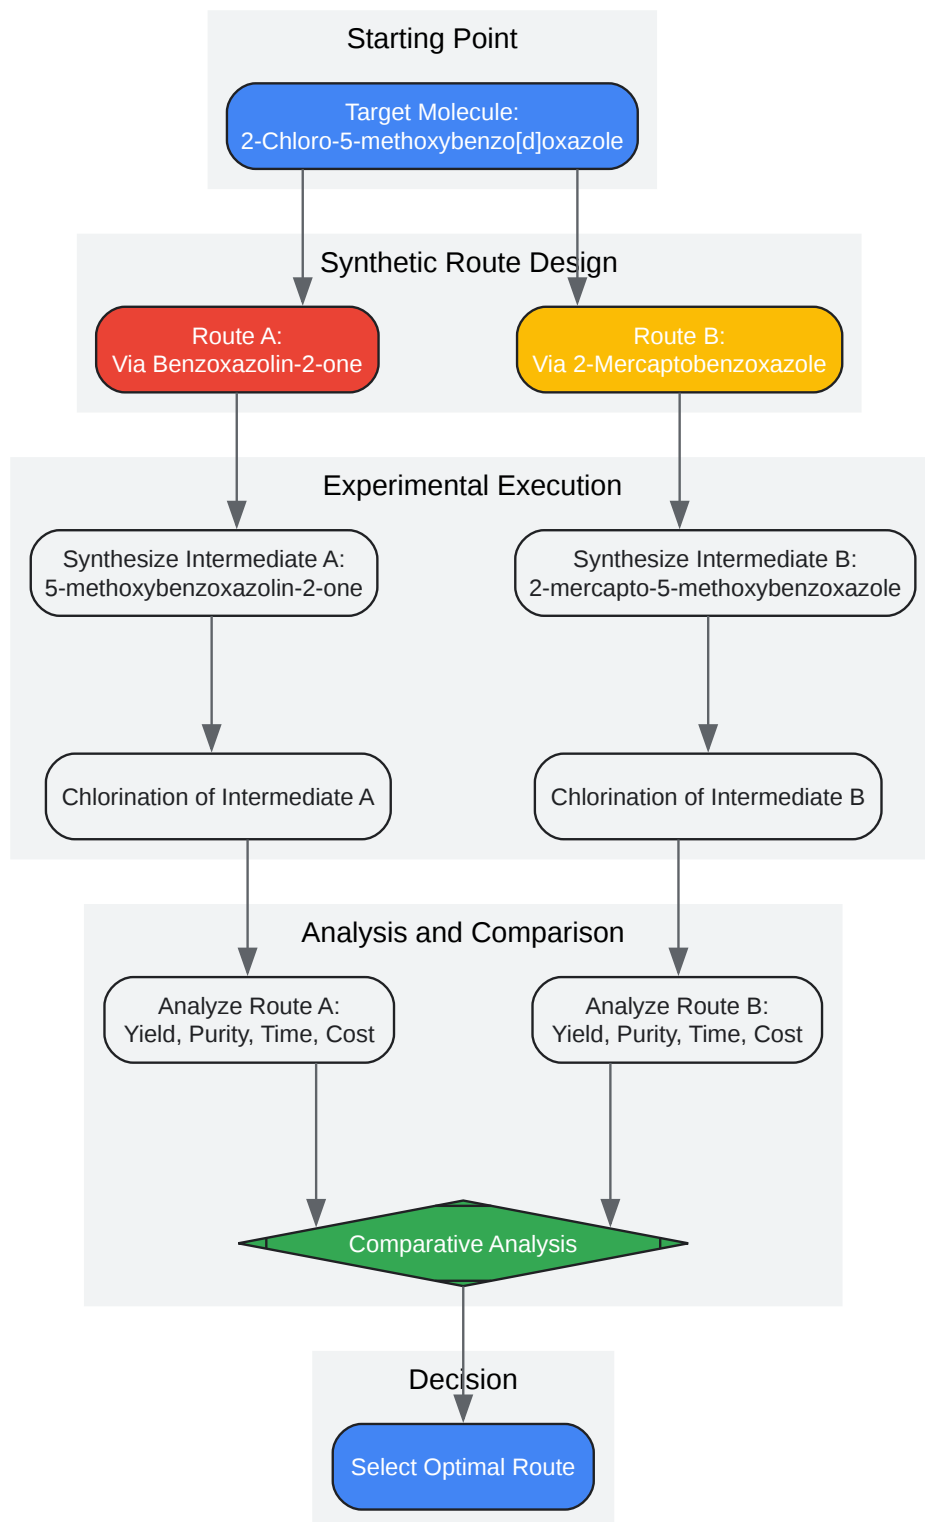 Starting Point
Target Molecule:
2-Chloro-5-methoxybenzo[d]oxazole
Synthetic Route Design
Route A:
Via Benzoxazolin-2-one
Route B:
Via 2-Mercaptobenzoxazole
Experimental Execution
Synthesize Intermediate A:
5-methoxybenzoxazolin-2-one
Synthesize Intermediate B:
2-mercapto-5-methoxybenzoxazole
Chlorination of Intermediate A
Chlorination of Intermediate B
Analysis and Comparison
Analyze Route A:
Yield, Purity, Time, Cost
Analyze Route B:
Yield, Purity, Time, Cost
Comparative Analysis
Decision
Select Optimal Route